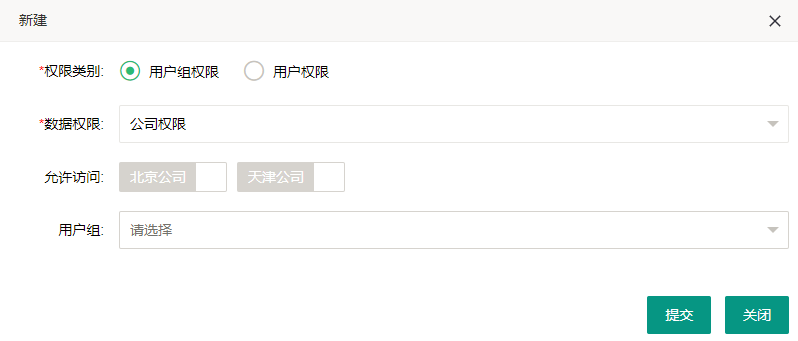 新建
*权限类别: 用户组权限 用户权限
*数据权限: 公司权限
允许访问: 北京公司 天津公司
用户组: 请选择
提交 关闭